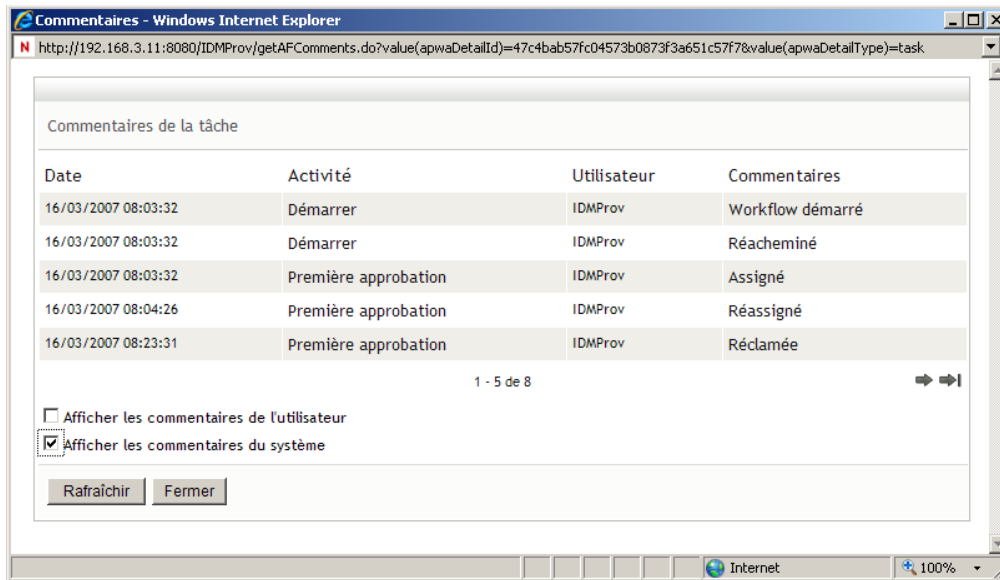 Commentaires - Windows Internet Explorer
N http://192.168.3.11:8080/IDMProv/getAFComments.do?value(apwaDetailId)=47c4bab57fc04573b0873f3a651c57f7&value(apwaDetailType)=task
Commentaires de la tâche
Date Activité Utilisateur Commentaires
16/03/2007 08:03:32 Démarrer IDMProv Workflow démarré
16/03/2007 08:03:32 Démarrer IDMProv Réacheminé
16/03/2007 08:03:32 Première approbation IDMProv Assigné
16/03/2007 08:04:26 Première approbation IDMProv Réassigné
16/03/2007 08:23:31 Première approbation IDMProv Réclamée
1 - 5 de 8
Afficher les commentaires de l'utilisateur
Afficher les commentaires du système
Rafraîchir Fermer
Internet 100%